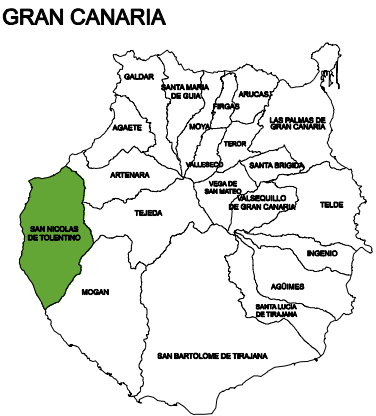 GRAN CANARIA
GALDAR
SANTA MARIA
DE GUIA
ARUCAS
FIRGAS
AGAETE
MOYA
LAS PALMAS DE
GRAN CANARIA
TEROR
VALLESECO
SANTA BRIGIDA
ARTENARA
VEGA DE
SAN MATEO
VALSEQUILLO
DE GRAN CANARIA
TELDE
TEJEDA
SAN NICOLAS
DE TOLENTINO
INGENIO
AGÜIMES
MOGAN
SANTA LUCIA
DE TIRAJANA
SAN BARTOLOME DE TIRAJANA